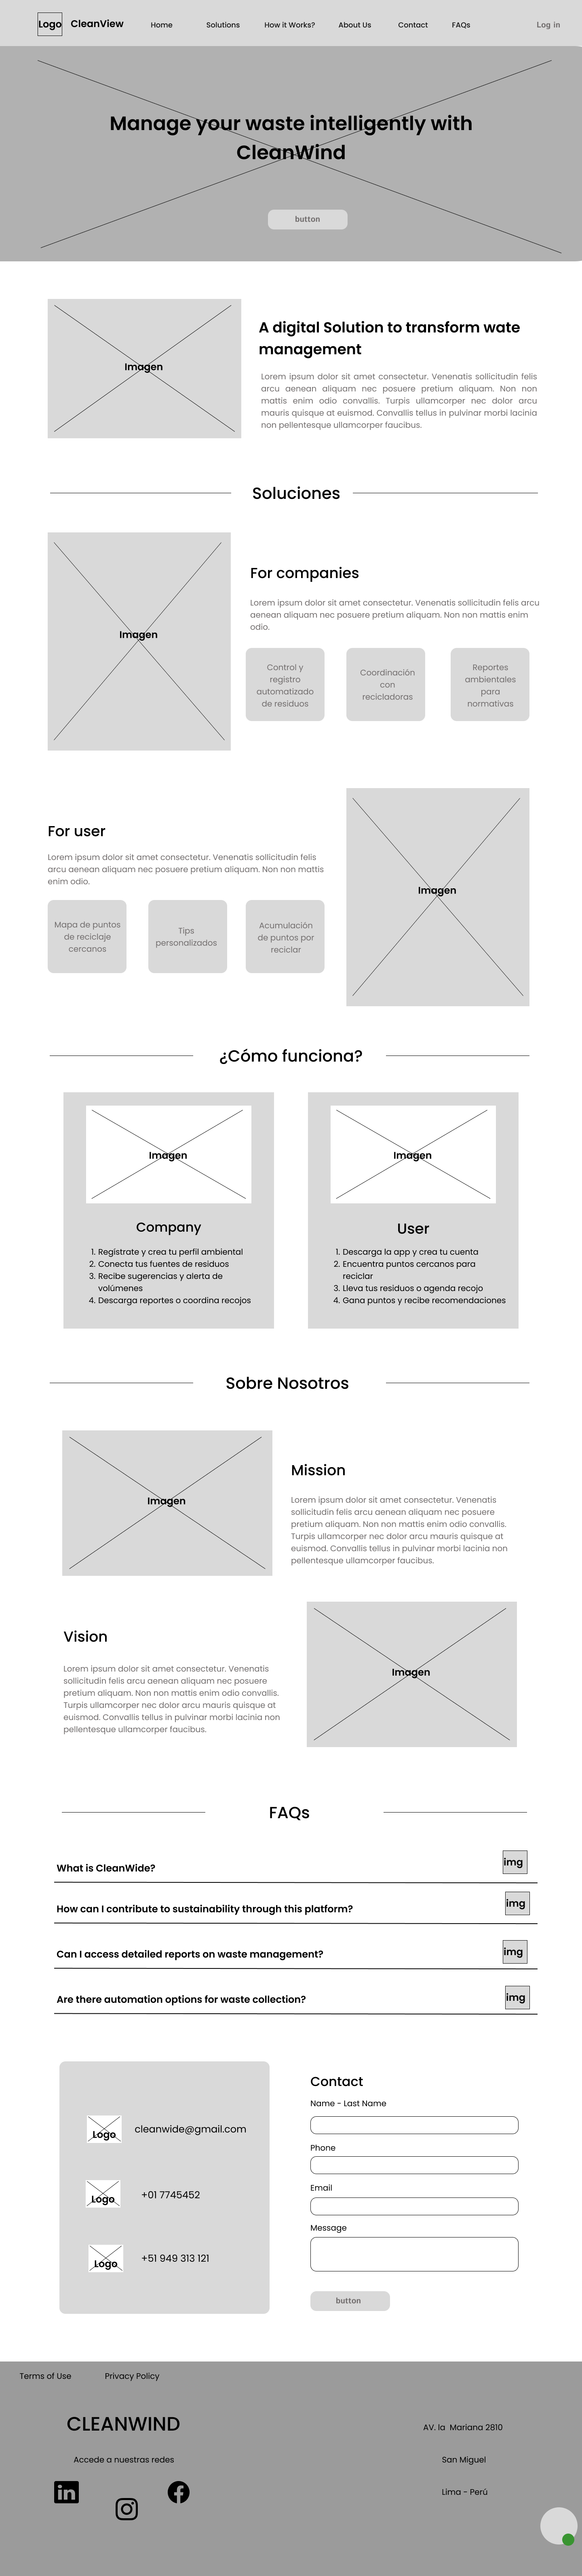 Logo CleanView Home Solutions How it Works? About Us Contact FAQs Log in
Manage your waste intelligently with
CleanWind
button
Imagen
A digital Solution to transform wate
management
Lorem ipsum dolor sit amet consectetur. Venenatis sollicitudin felis
arcu aenean aliquam nec posuere pretium aliquam. Non non
mattis enim odio convallis. Turpis ullamcorper nec dolor arcu
mauris quisque at euismod. Convallis tellus in pulvinar morbi lacinia
non pellentesque ullamcorper faucibus.
Soluciones
Imagen
For companies
Lorem ipsum dolor sit amet consectetur. Venenatis sollicitudin felis arcu
aenean aliquam nec posuere pretium aliquam. Non non mattis enim
odio.
Control y
registro
automatizado
de residuos
Coordinación
con
recicladoras
Reportes
ambientales
para
normativas
For user
Lorem ipsum dolor sit amet consectetur. Venenatis sollicitudin felis
arcu aenean aliquam nec posuere pretium aliquam. Non non mattis
enim odio.
Mapa de puntos
de reciclaje
cercanos
Tips
personalizados
Acumulación
de puntos por
reciclar
Imagen
¿Cómo funciona?
Imagen
Company
1. Regístrate y crea tu perfil ambiental
2. Conecta tus fuentes de residuos
3. Recibe sugerencias y alerta de
volúmenes
4. Descarga reportes o coordina recojos
Imagen
User
1. Descarga la app y crea tu cuenta
2. Encuentra puntos cercanos para
reciclar
3. Lleva tus residuos o agenda recojo
4. Gana puntos y recibe recomendaciones
Sobre Nosotros
Imagen
Mission
Lorem ipsum dolor sit amet consectetur. Venenatis
sollicitudin felis arcu aenean aliquam nec posuere
pretium aliquam. Non non mattis enim odio convallis.
Turpis ullamcorper nec dolor arcu mauris quisque at
euismod. Convallis tellus in pulvinar morbi lacinia non
pellentesque ullamcorper faucibus.
Vision
Lorem ipsum dolor sit amet consectetur. Venenatis
sollicitudin felis arcu aenean aliquam nec posuere
pretium aliquam. Non non mattis enim odio convallis.
Turpis ullamcorper nec dolor arcu mauris quisque at
euismod. Convallis tellus in pulvinar morbi lacinia non
pellentesque ullamcorper faucibus.
Imagen
FAQs
What is CleanWide? img
How can I contribute to sustainability through this platform? img
Can I access detailed reports on waste management? img
Are there automation options for waste collection? img
Logo cleanwide@gmail.com
Logo +01 7745452
Logo +51 949 313 121
Contact
Name - Last Name
Phone
Email
Message
button
Terms of Use Privacy Policy
CLEANWIND
Accede a nuestras redes
AV. la Mariana 2810
San Miguel
Lima - Perú